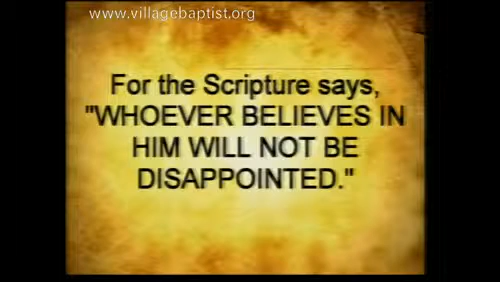 www.villagebaptist.org
For the Scripture says,
"WHOEVER BELIEVES IN
HIM WILL NOT BE
DISAPPOINTED."